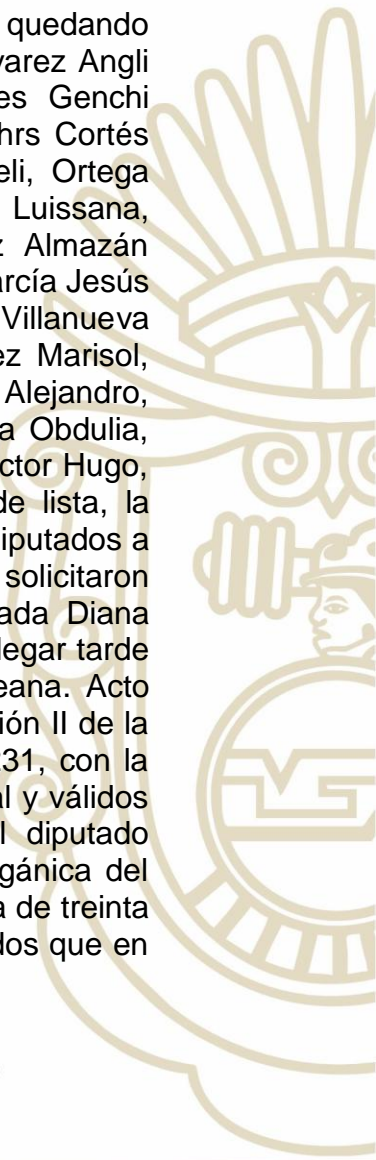 quedando
varez Angli
es Genchi
hrs Cortés
eli, Ortega
Luissana,
z Almazán
arcía Jesús
Villanueva
ez Marisol,
Alejandro,
a Obdulia,
ctor Hugo,
de lista, la
iputados a
solicitaron
ada Diana
legar tarde
eana. Acto
ión II de la
31, con la
al y válidos
l diputado
gánica del
a de treinta
dos que en